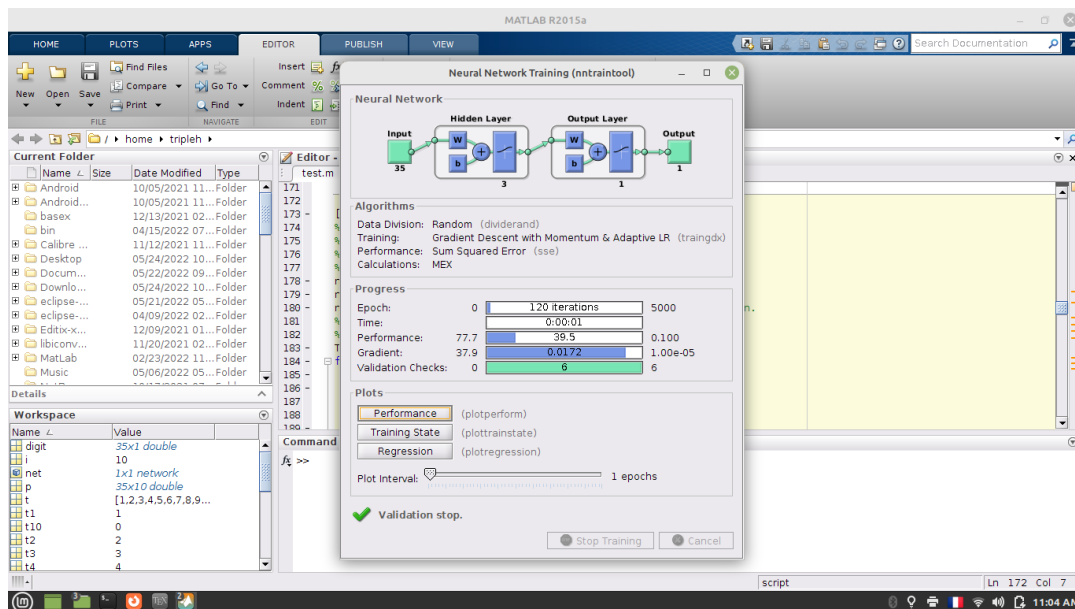 MATLAB R2015a
HOME PLOTS APPS EDITOR PUBLISH VIEW
Search Documentation
New Open Save
Find Files
Compare
Print
Go To
Find
Insert
Comment
Indent
FILE NAVIGATE EDIT
/ home tripleh
Current Folder
Name Size Date Modified Type
Android 10/05/2021 11... Folder
Android... 10/05/2021 11... Folder
basex 12/13/2021 02... Folder
bin 04/15/2022 07... Folder
Calibre ... 11/12/2021 11... Folder
Desktop 05/24/2022 10... Folder
Docum... 05/22/2022 09... Folder
Downlo... 05/24/2022 10... Folder
eclipse-... 05/21/2022 05... Folder
eclipse-... 04/09/2022 02... Folder
Editix-x... 12/09/2021 01... Folder
libiconv... 11/20/2021 02... Folder
MatLab 02/23/2022 11... Folder
Music 05/06/2022 05... Folder
Details
Workspace
Name Value
digit 35x1 double
i 10
net 1x1 network
p 35x10 double
t [1,2,3,4,5,6,7,8,9...
t1 1
t10 0
t2 2
t3 3
t4 4
Editor -
test.m
171
172
173 - [
174 %
175 %
176 %
177 %
178 - r
179 - r
180 - r n.
181 %
182 %
183 - T
184 - f
185 -
186 -
187
188
189 -
Command
fx >>
Neural Network Training (nntraintool)
Neural Network
Hidden Layer Output Layer
Input Output
W b + W b +
35 3 1 1
Algorithms
Data Division: Random (dividerand)
Training: Gradient Descent with Momentum & Adaptive LR (traingdx)
Performance: Sum Squared Error (sse)
Calculations: MEX
Progress
Epoch: 0 120 iterations 5000
Time: 0:00:01
Performance: 77.7 39.5 0.100
Gradient: 37.9 0.0172 1.00e-05
Validation Checks: 0 6 6
Plots
Performance (plotperform)
Training State (plottrainstate)
Regression (plotregression)
Plot Interval: 1 epochs
Validation stop.
Stop Training Cancel
script Ln 172 Col 7
11:04 AM